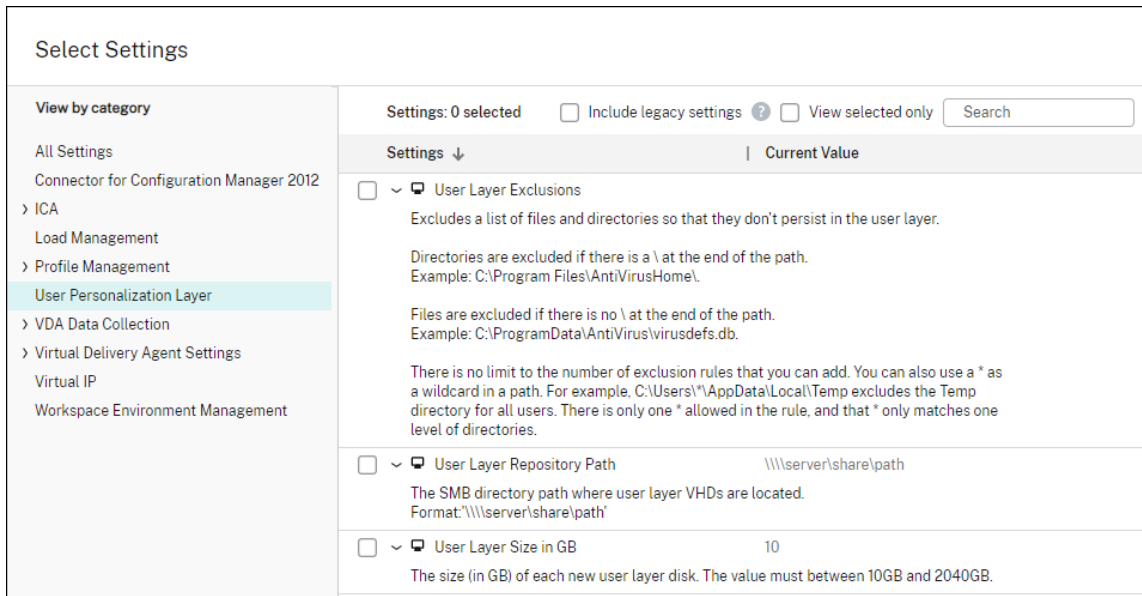 Select Settings
View by category
All Settings
Connector for Configuration Manager 2012
ICA
Load Management
Profile Management
User Personalization Layer
VDA Data Collection
Virtual Delivery Agent Settings
Virtual IP
Workspace Environment Management
Settings: 0 selected Include legacy settings ? View selected only Search
Settings ↓ | Current Value
User Layer Exclusions
Excludes a list of files and directories so that they don't persist in the user layer.
Directories are excluded if there is a \ at the end of the path.
Example: C:\Program Files\AntiVirusHome\.
Files are excluded if there is no \ at the end of the path.
Example: C:\ProgramData\AntiVirus\virusdefs.db.
There is no limit to the number of exclusion rules that you can add. You can also use a * as
a wildcard in a path. For example, C:\Users\*\AppData\Local\Temp excludes the Temp
directory for all users. There is only one * allowed in the rule, and that * only matches one
level of directories.
User Layer Repository Path \\\\server\share\path
The SMB directory path where user layer VHDs are located.
Format:'\\\\server\share\path'
User Layer Size in GB 10
The size (in GB) of each new user layer disk. The value must between 10GB and 2040GB.